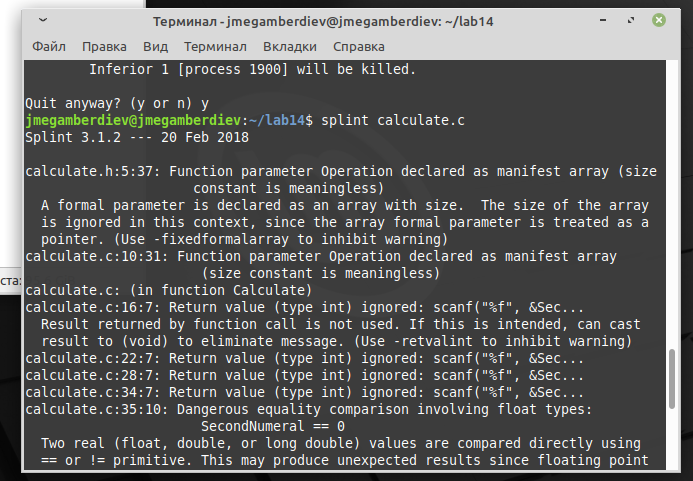 Терминал - jmegamberdiev@jmegamberdiev: ~/lab14
Файл Правка Вид Терминал Вкладки Справка
Inferior 1 [process 1900] will be killed.
Quit anyway? (y or n) y
jmegamberdiev@jmegamberdiev:~/lab14$ splint calculate.c
Splint 3.1.2 --- 20 Feb 2018
calculate.h:5:37: Function parameter Operation declared as manifest array (size
constant is meaningless)
A formal parameter is declared as an array with size.  The size of the array
is ignored in this context, since the array formal parameter is treated as a
pointer. (Use -fixedformalarray to inhibit warning)
calculate.c:10:31: Function parameter Operation declared as manifest array
(size constant is meaningless)
calculate.c: (in function Calculate)
calculate.c:16:7: Return value (type int) ignored: scanf("%f", &Sec...
Result returned by function call is not used. If this is intended, can cast
result to (void) to eliminate message. (Use -retvalint to inhibit warning)
calculate.c:22:7: Return value (type int) ignored: scanf("%f", &Sec...
calculate.c:28:7: Return value (type int) ignored: scanf("%f", &Sec...
calculate.c:34:7: Return value (type int) ignored: scanf("%f", &Sec...
calculate.c:35:10: Dangerous equality comparison involving float types:
SecondNumeral == 0
Two real (float, double, or long double) values are compared directly using
== or != primitive. This may produce unexpected results since floating point